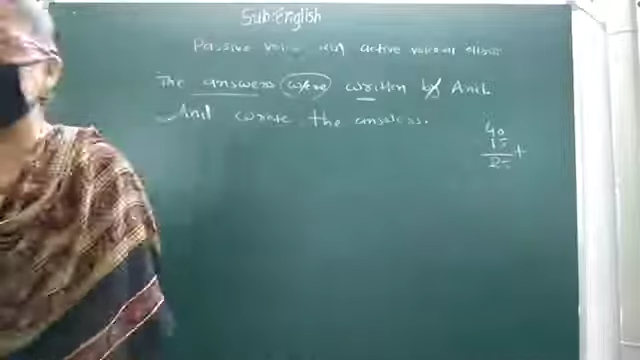 Sub:English
Passive voice active voice
The answers were written by Anil
Anil wrote the answers.
40
15
25 +